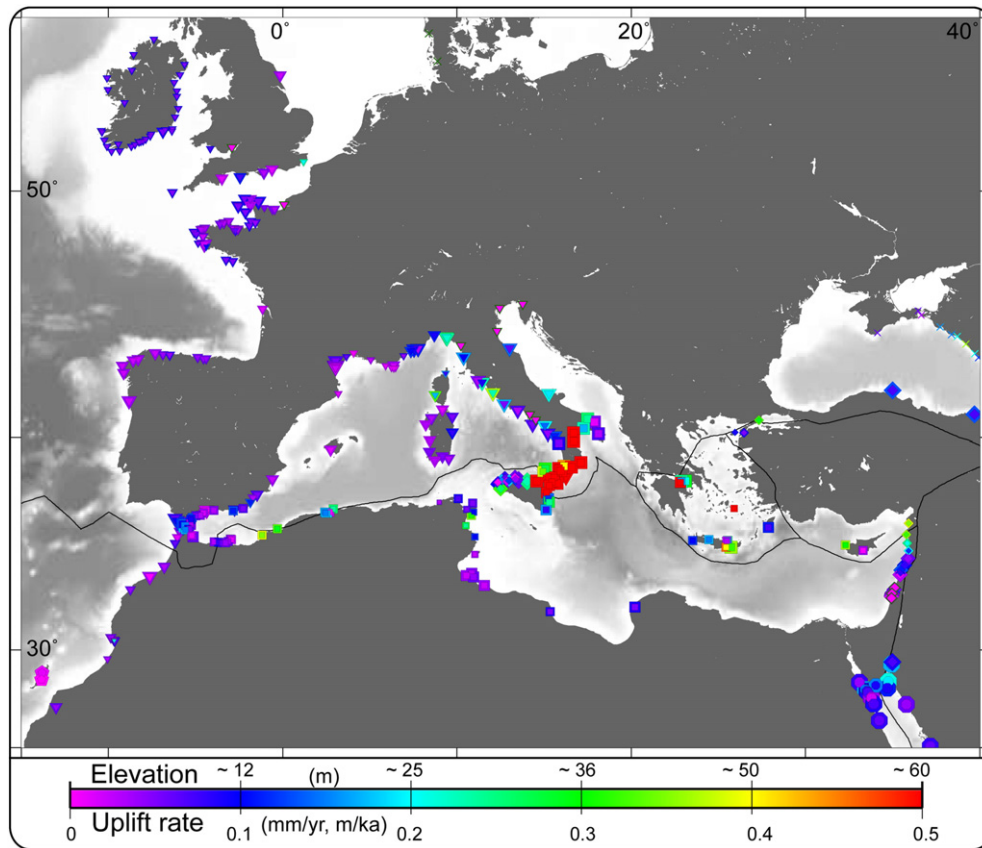 0° 20° 40°
50°
30°
Elevation ~ 12 (m) ~ 25 ~ 36 ~ 50 ~ 60
0 Uplift rate 0.1 (mm/yr, m/ka) 0.2 0.3 0.4 0.5